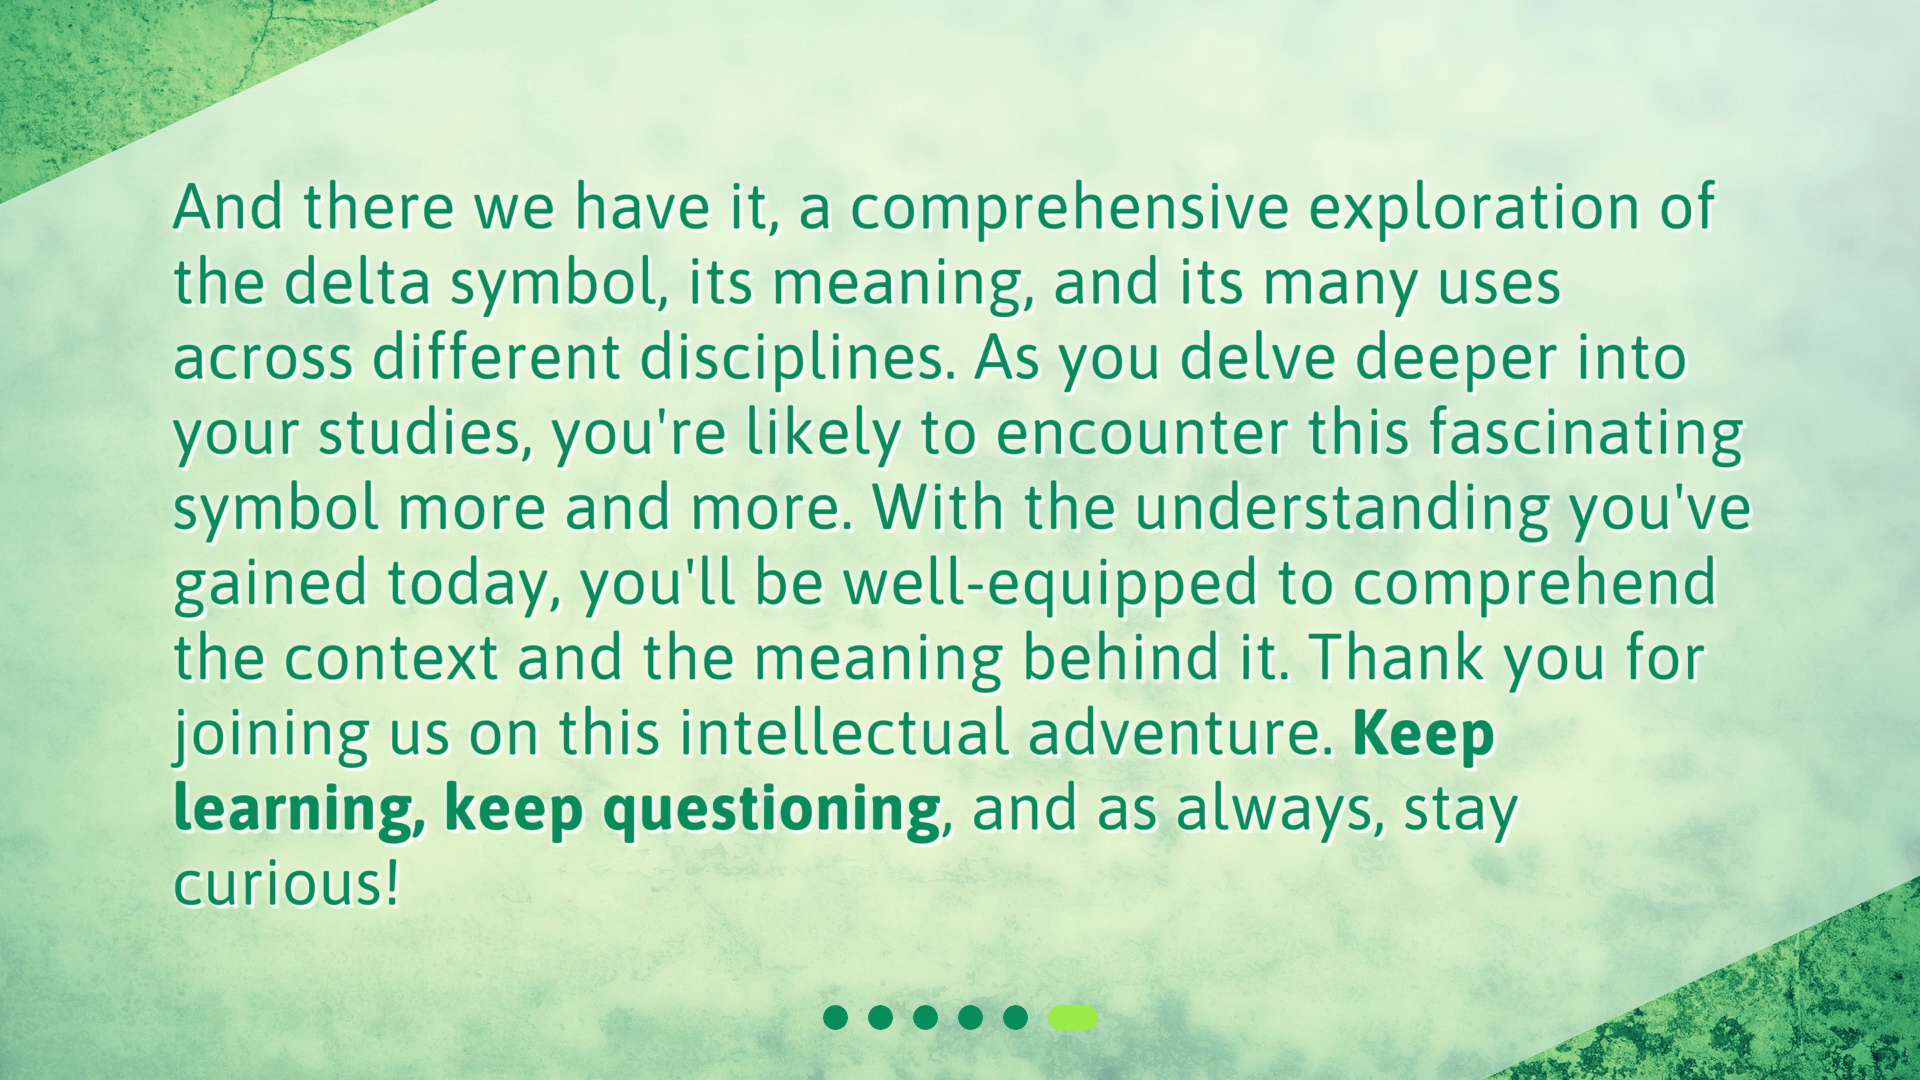 And there we have it, a comprehensive exploration of
the delta symbol, its meaning, and its many uses
across different disciplines. As you delve deeper into
your studies, you're likely to encounter this fascinating
symbol more and more. With the understanding you've
gained today, you'll be well-equipped to comprehend
the context and the meaning behind it. Thank you for
joining us on this intellectual adventure. Keep
learning, keep questioning, and as always, stay
curious!